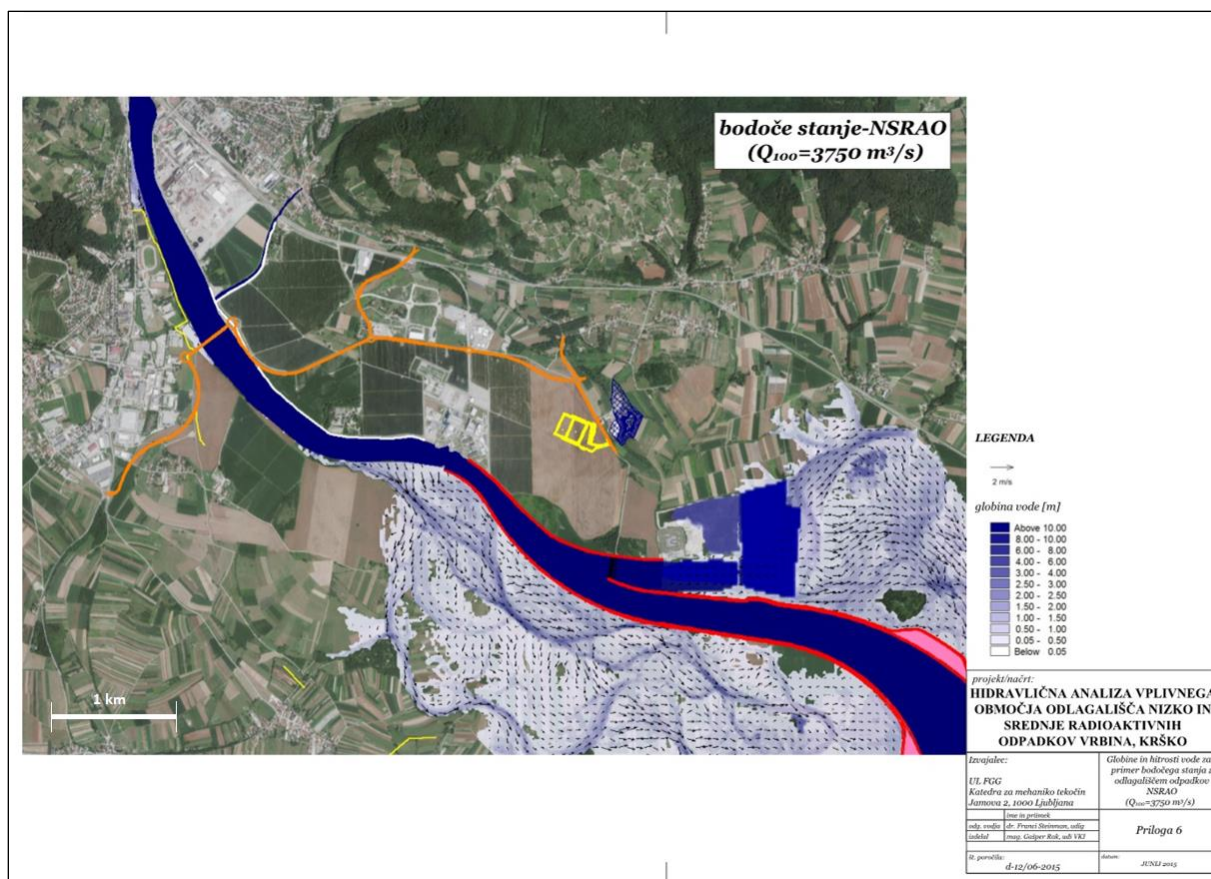 bodoče stanje-NSRAO
(Q₁₀₀=3750 m³/s)
1 km
LEGENDA
2 m/s
globina vode [m]
Above 10.00
8.00 - 10.00
6.00 - 8.00
4.00 - 6.00
3.00 - 4.00
2.50 - 3.00
2.00 - 2.50
1.50 - 2.00
1.00 - 1.50
0.50 - 1.00
0.05 - 0.50
Below 0.05
projekt/načrt:
HIDRAVLIČNA ANALIZA VPLIVNEGA
OBMOČJA ODLAGALIŠČA NIZKO IN
SREDNJE RADIOAKTIVNIH
ODPADKOV VRBINA, KRŠKO
Izvajalec:
UL FGG
Katedra za mehaniko tekočin
Jamova 2, 1000 Ljubljana
Globine in hitrosti vode za
primer bodočega stanja z
odlagališčem odpadkov
NSRAO
(Q₁₀₀=3750 m³/s)
ime in priimek
odg. vodja dr. Franci Steinman, udig
izdelal mag. Gašper Rak, udi VKI
Priloga 6
št. poročila:
d-12/06-2015
datum:
JUNIJ 2015